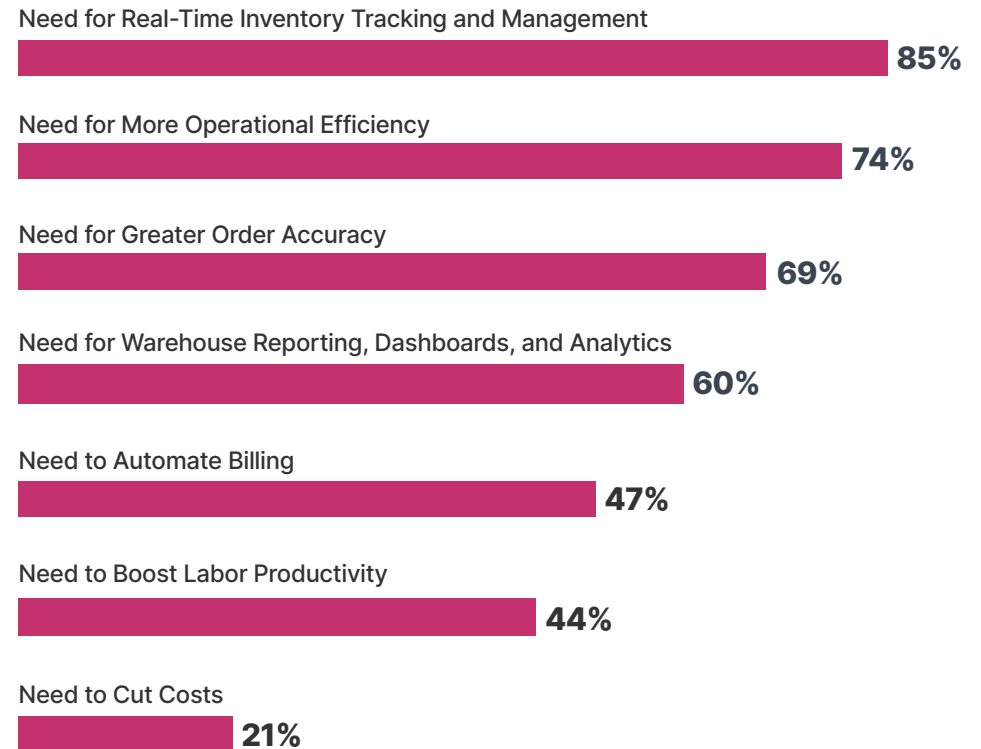 Need for Real-Time Inventory Tracking and Management
85%
Need for More Operational Efficiency
74%
Need for Greater Order Accuracy
69%
Need for Warehouse Reporting, Dashboards, and Analytics
60%
Need to Automate Billing
47%
Need to Boost Labor Productivity
44%
Need to Cut Costs
21%